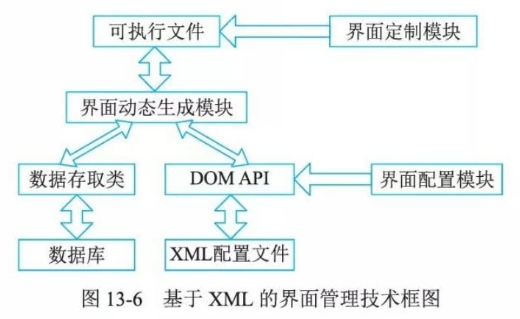 可执行文件 界面定制模块
界面动态生成模块
数据存取类 DOM API 界面配置模块
数据库 XML配置文件
图 13-6 基于 XML 的界面管理技术框图